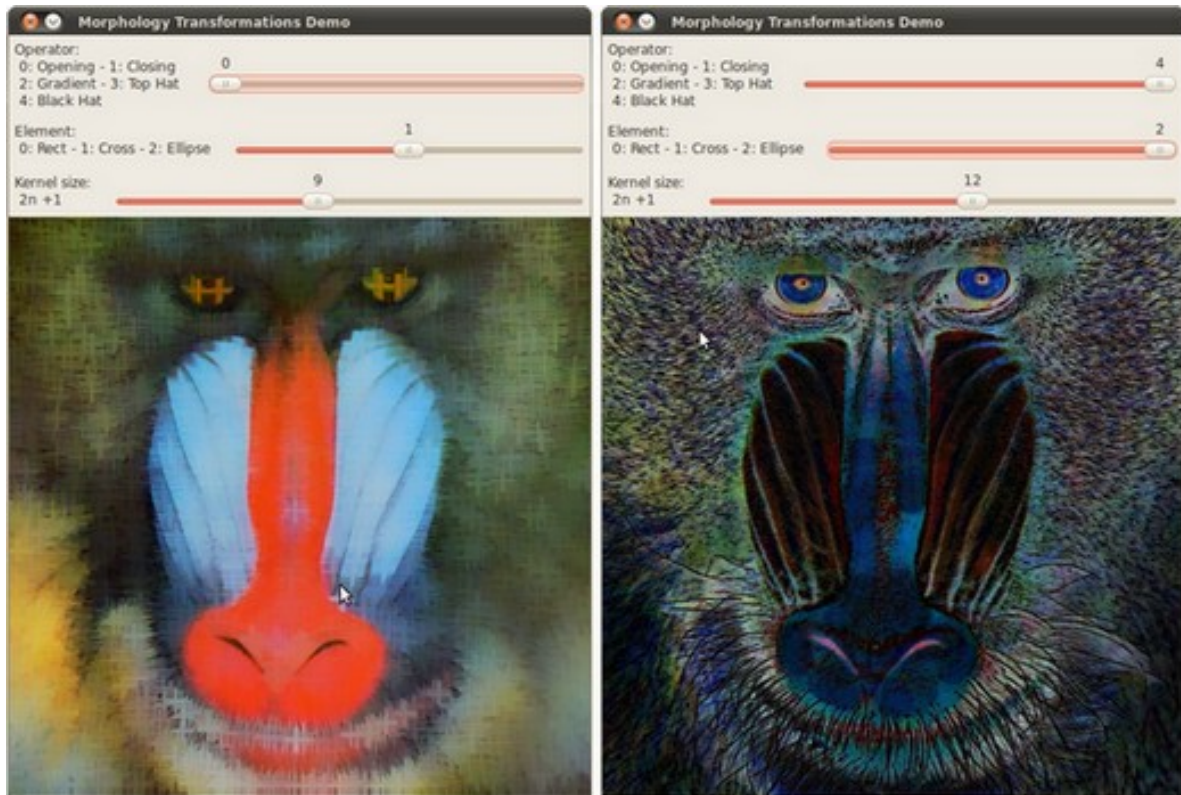 Morphology Transformations Demo
Operator:
0: Opening - 1: Closing
2: Gradient - 3: Top Hat
4: Black Hat
0
Element:
0: Rect - 1: Cross - 2: Ellipse
1
Kernel size:
2n +1
9
Morphology Transformations Demo
Operator:
0: Opening - 1: Closing
2: Gradient - 3: Top Hat
4: Black Hat
4
Element:
0: Rect - 1: Cross - 2: Ellipse
2
Kernel size:
2n +1
12